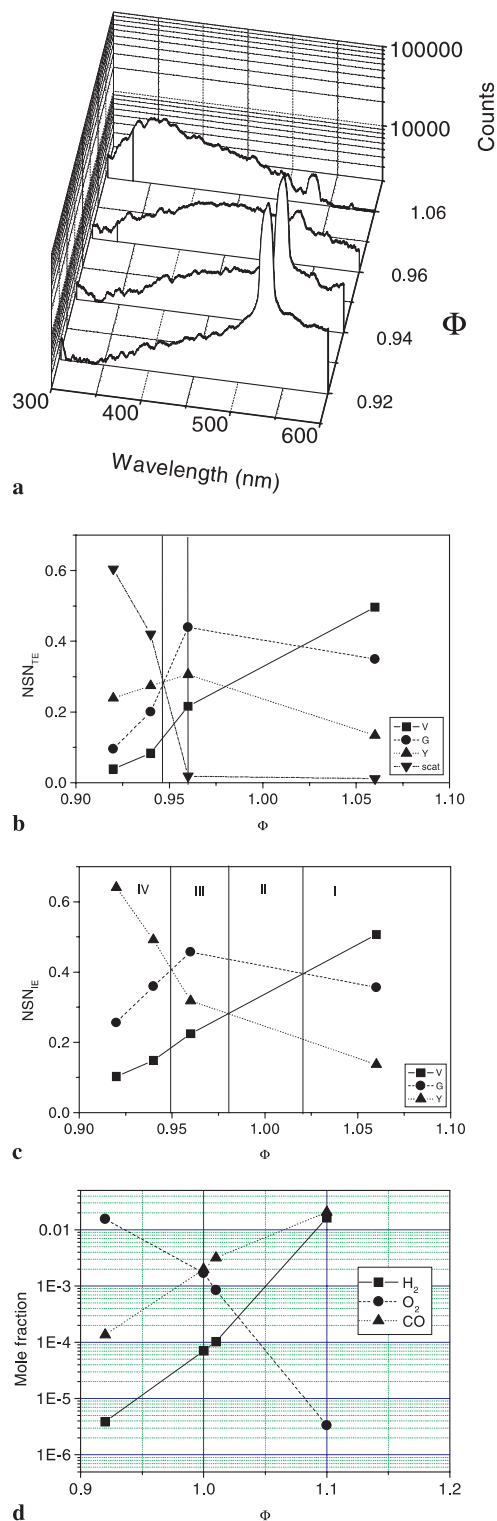 100000
10000
Counts
1.06
0.96
0.94
0.92
Φ
300
400
500
600
Wavelength (nm)
a
0.6
0.4
0.2
0.0
NSN_TE
V
G
Y
scat
0.90
0.95
1.00
1.05
1.10
Φ
b
0.6
0.4
0.2
0.0
NSN_IE
IV
III
II
I
V
G
Y
0.90
0.95
1.00
1.05
1.10
Φ
c
0.01
1E-3
1E-4
1E-5
1E-6
Mole fraction
H₂
O₂
CO
0.9
1.0
1.1
1.2
Φ
d